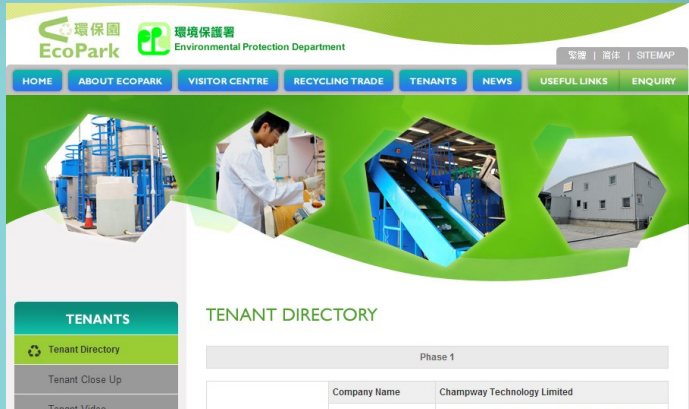 環保園
EcoPark
環境保護署
Environmental Protection Department
繁體 | 简体 | SITEMAP
HOME ABOUT ECOPARK VISITOR CENTRE RECYCLING TRADE TENANTS NEWS USEFUL LINKS ENQUIRY
TENANTS
Tenant Directory
Tenant Close Up
Tenant Video
TENANT DIRECTORY
Phase 1
Company Name Champway Technology Limited